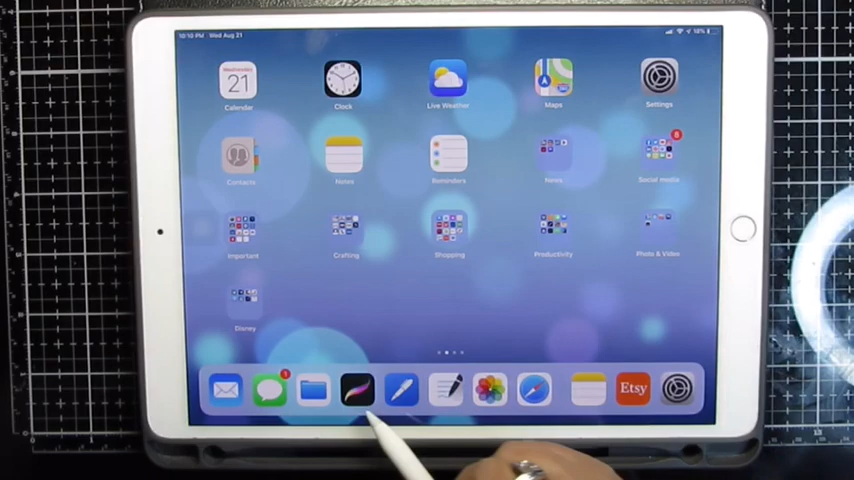 10:10 PM Wed Aug 21 18%
Wednesday
21
Calendar Clock Live Weather Maps Settings
8
Contacts Notes Reminders News Social media
Important Crafting Shopping Productivity Photo & Video
Disney
1
Etsy